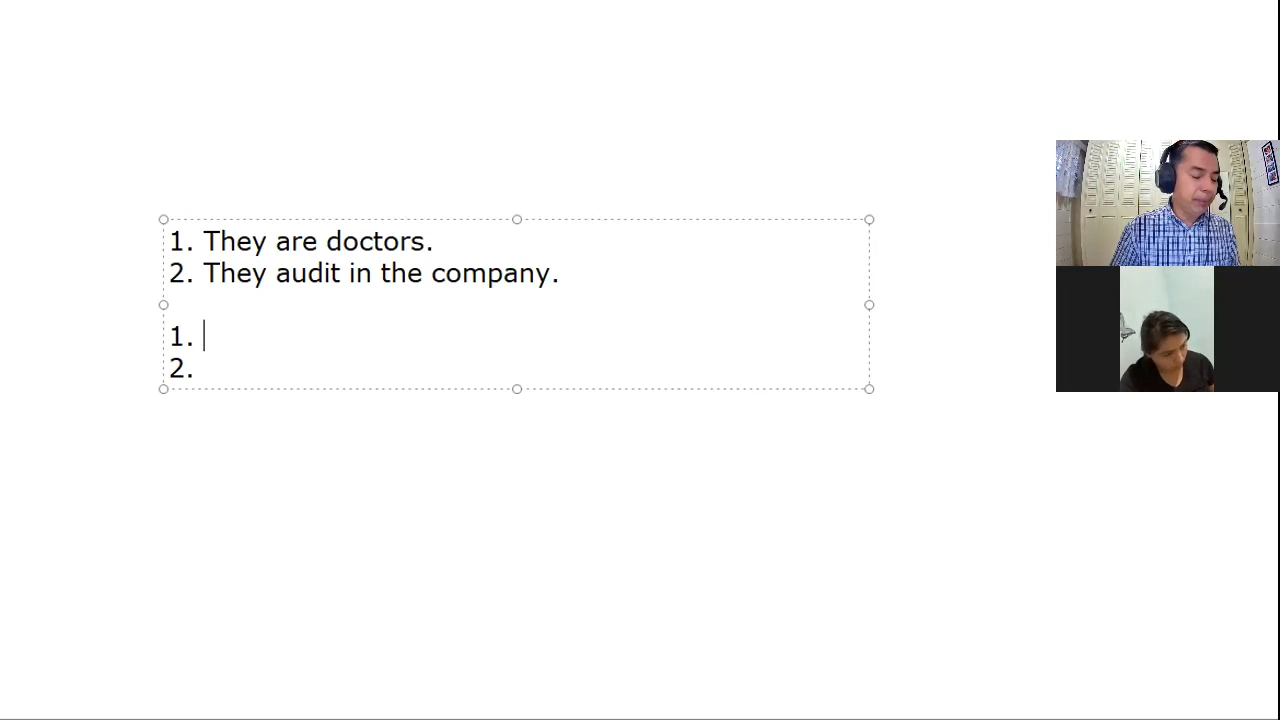 1. They are doctors.
2. They audit in the company.
1.
2.